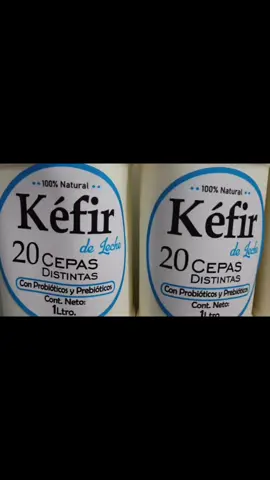 100% Natural
Kéfir
de Leche
20 CEPAS
DISTINTAS
Con Probióticos y Prebióticos
Cont. Neto:
1Ltro.
100% Natural
Kéfir
de Leche
20 CEPAS
DISTINTAS
Con Probióticos y Prebióticos
Cont. Neto:
1Ltro.